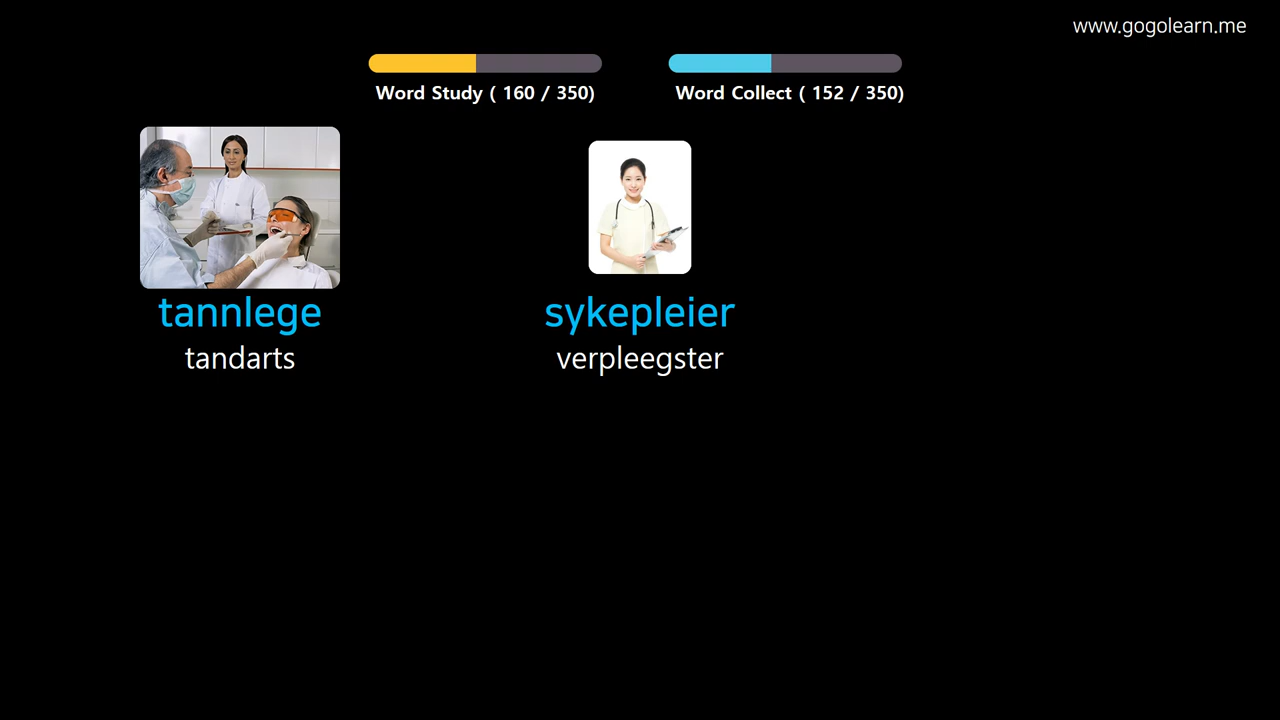 www.gogolearn.me
Word Study ( 160 / 350)
Word Collect ( 152 / 350)
tannlege
sykepleier
tandarts
verpleegster